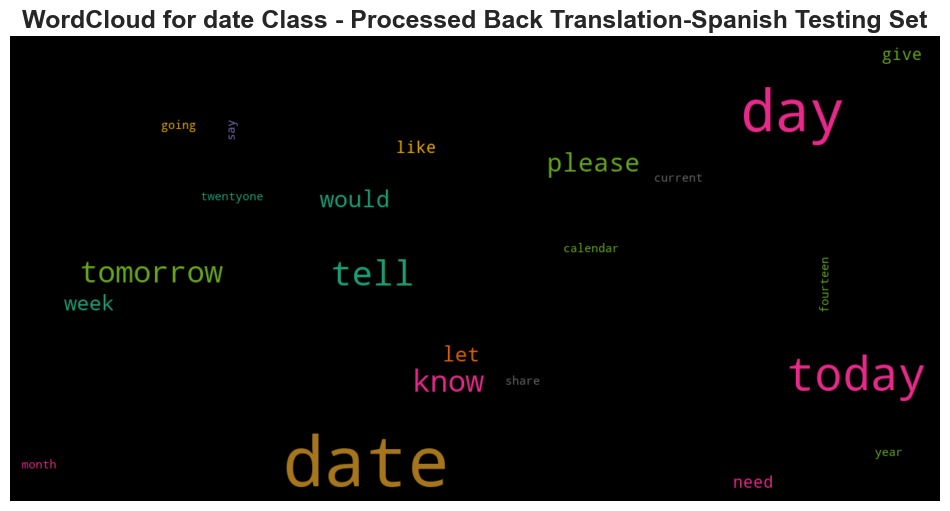 WordCloud for date Class - Processed Back Translation-Spanish Testing Set
give
day
going
say
like
please
current
twentyone
would
calendar
tomorrow
tell
fourteen
week
let
know
share
today
date
month
year
need